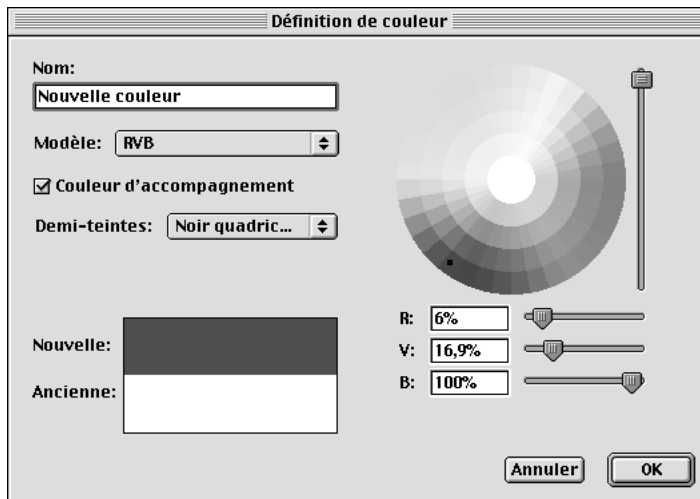 Définition de couleur
Nom:
Nouvelle couleur
Modèle: RVB
Couleur d'accompagnement
Demi-teintes: Noir quadric...
Nouvelle:
Ancienne:
R: 6%
V: 16,9%
B: 100%
Annuler OK